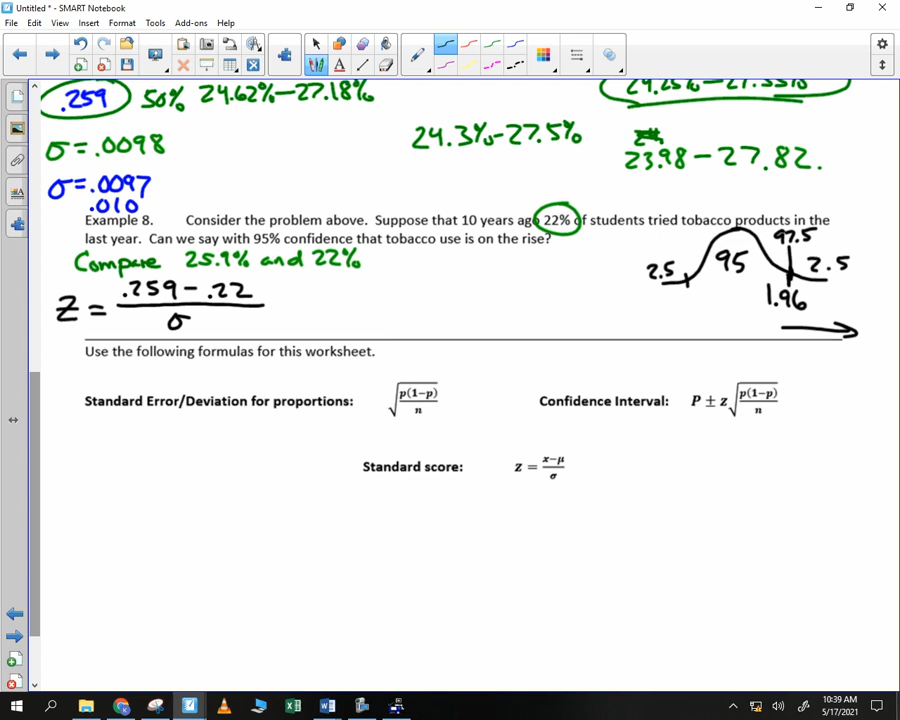 Untitled * - SMART Notebook
File Edit View Insert Format Tools Add-ons Help
.259 50% 24.62%-27.18%
σ=.0098
24.3%-27.5%
23.98-27.82.
σ=.0097
.010
Example 8. Consider the problem above. Suppose that 10 years ago 22% of students tried tobacco products in the
last year. Can we say with 95% confidence that tobacco use is on the rise?
Compare 25.9% and 22%
2.5 95 97.5 2.5
1.96
Z = .259-.22 / σ
Use the following formulas for this worksheet.
Standard Error/Deviation for proportions: √(p(1-p)/n) Confidence Interval: P ± z√(p(1-p)/n)
Standard score: z = x-μ / σ
10:39 AM
5/17/2021